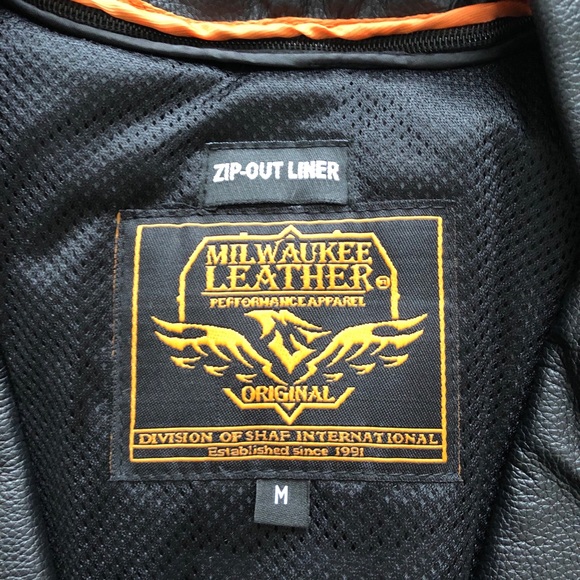 ZIP-OUT LINER
MILWAUKEE
LEATHER
PERFORMANCE APPAREL
ORIGINAL
DIVISION OF SHAF INTERNATIONAL
Established since 1991
M